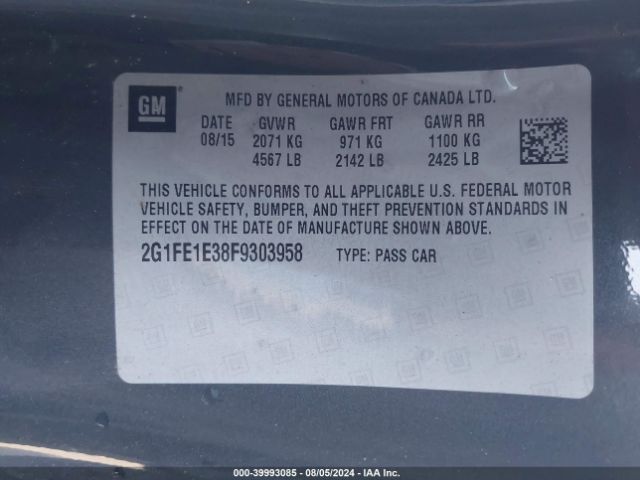 GM
MFD BY GENERAL MOTORS OF CANADA LTD.
DATE GVWR GAWR FRT GAWR RR
08/15 2071 KG 971 KG 1100 KG
4567 LB 2142 LB 2425 LB
THIS VEHICLE CONFORMS TO ALL APPLICABLE U.S. FEDERAL MOTOR
VEHICLE SAFETY, BUMPER, AND THEFT PREVENTION STANDARDS IN
EFFECT ON THE DATE OF MANUFACTURE SHOWN ABOVE.
2G1FE1E38F9303958 TYPE: PASS CAR
000-39993085 - 08/05/2024 - IAA Inc.